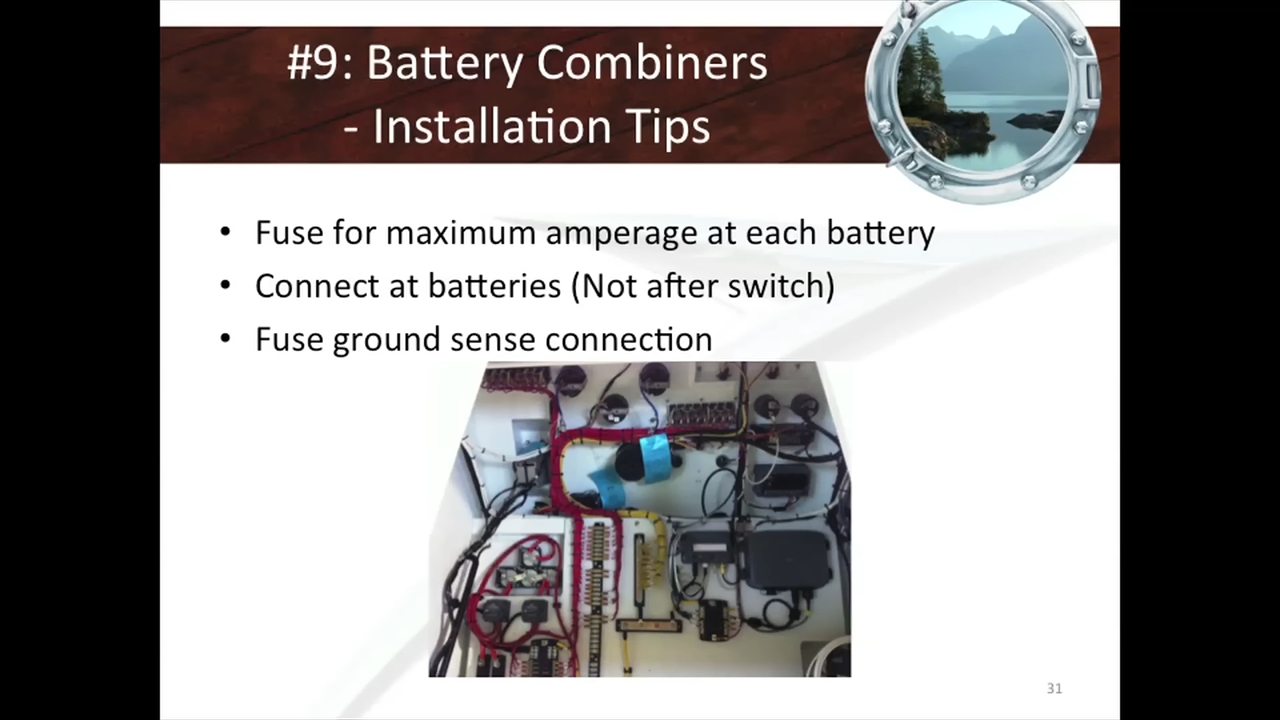 #9: Battery Combiners
- Installation Tips
• Fuse for maximum amperage at each battery
• Connect at batteries (Not after switch)
• Fuse ground sense connection
31